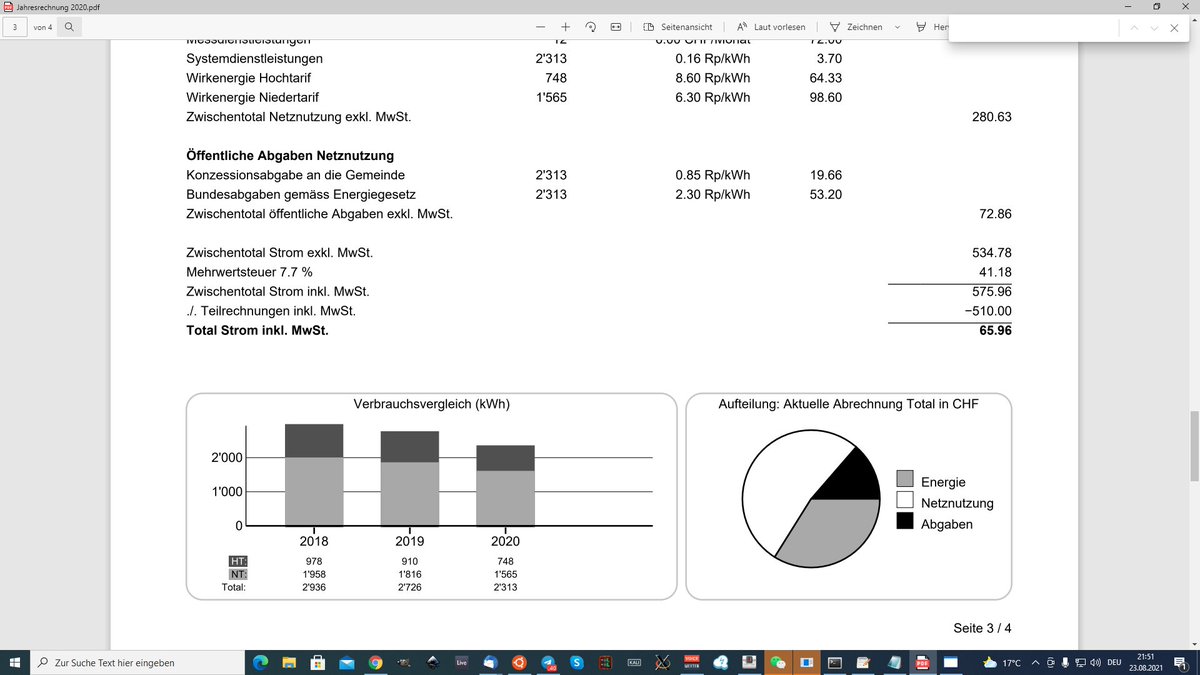 Jahresrechnung 2020.pdf
3 von 4 Seitenansicht Laut vorlesen Zeichnen
Messdienstleistungen 12 6.00 CHF/Monat 72.00
Systemdienstleistungen 2'313 0.16 Rp/kWh 3.70
Wirkenergie Hochtarif 748 8.60 Rp/kWh 64.33
Wirkenergie Niedertarif 1'565 6.30 Rp/kWh 98.60
Zwischentotal Netznutzung exkl. MwSt. 280.63
Öffentliche Abgaben Netznutzung
Konzessionsabgabe an die Gemeinde 2'313 0.85 Rp/kWh 19.66
Bundesabgaben gemäss Energiegesetz 2'313 2.30 Rp/kWh 53.20
Zwischentotal öffentliche Abgaben exkl. MwSt. 72.86
Zwischentotal Strom exkl. MwSt. 534.78
Mehrwertsteuer 7.7 % 41.18
Zwischentotal Strom inkl. MwSt. 575.96
./. Teilrechnungen inkl. MwSt. −510.00
Total Strom inkl. MwSt. 65.96
Verbrauchsvergleich (kWh)
2'000
1'000
0
2018 2019 2020
HT: 978 910 748
NT: 1'958 1'816 1'565
Total: 2'936 2'726 2'313
Aufteilung: Aktuelle Abrechnung Total in CHF
Energie
Netznutzung
Abgaben
Seite 3 / 4
Zur Suche Text hier eingeben
Live
KALI
PDF
17°C
DEU
21:51
23.08.2021